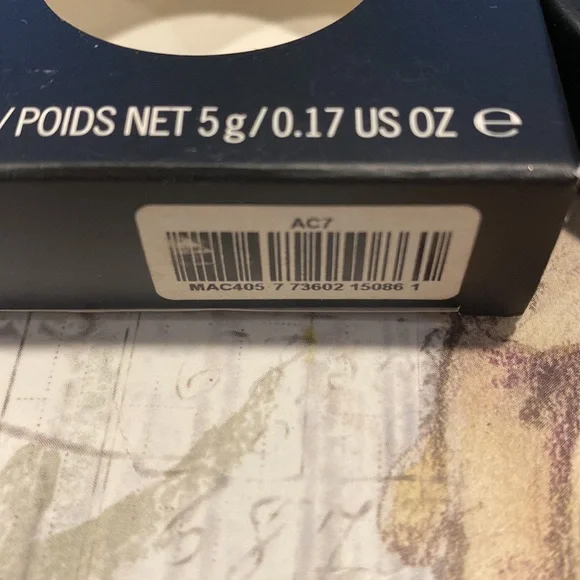 /POIDS NET 5 g/0.17 US OZ ℮
AC7
MAC405 7 73602 15086 1